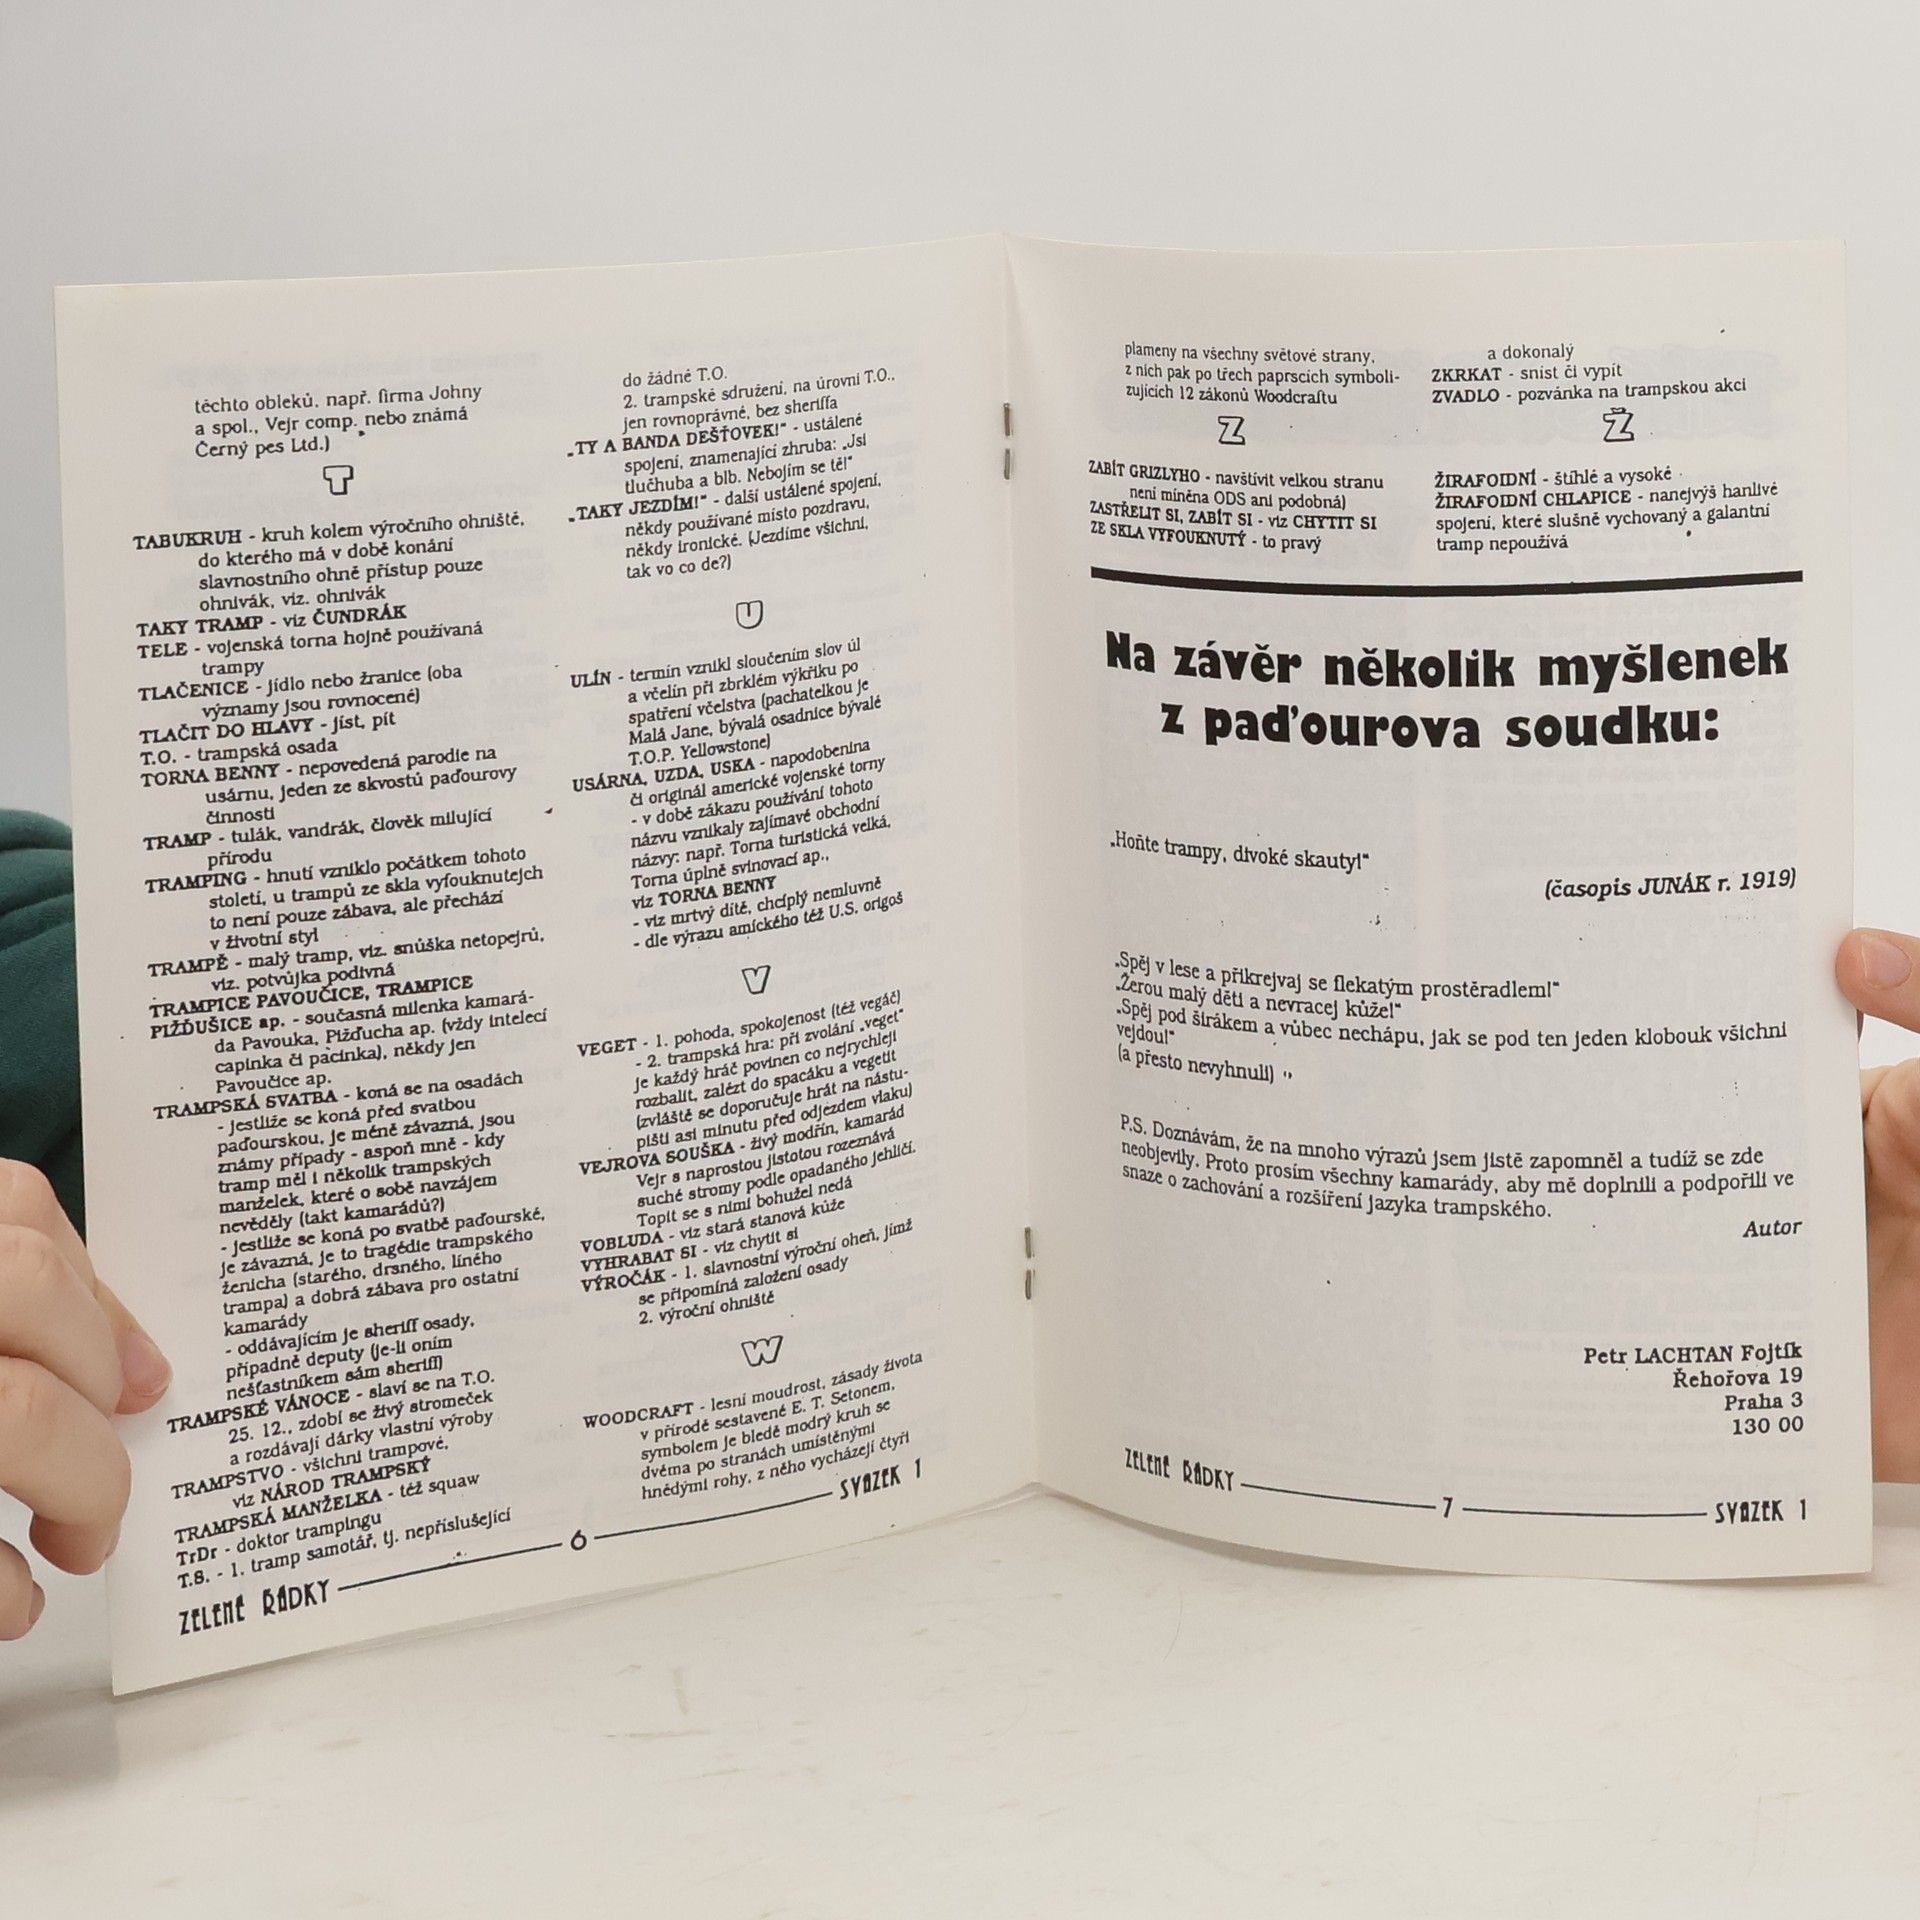 těchto obleků, např. firma Johny
a spol., Vejr comp. nebo známá
Černý pes Ltd.)
T
TABUKRUH - kruh kolem výročního ohniště,
do kterého má v době konání
slavnostního ohně přístup pouze
ohnivák, viz. ohnivák
TAKY TRAMP - viz ČUNDRÁK
TELE - vojenská torna hojně používaná
trampy
TLAČENICE - jídlo nebo žranice (oba
významy jsou rovnocené)
TLAČIT DO HLAVY - jíst, pít
T.O. - trampská osada
TORNA BENNY - nepovedená parodie na
usárnu, jeden ze skvostů paďourovy
činnosti
TRAMP - tulák, vandrák, člověk milující
přírodu
TRAMPING - hnutí vzniklo počátkem tohoto
století, u trampů ze skla vyfouknutejch
to není pouze zábava, ale přechází
v životní styl
TRAMPĚ - malý tramp, viz. snůška netopejrů,
viz. potvůjka podivná
TRAMPICE PAVOUČICE, TRAMPICE
PIŽĎUŠICE ap. - současná milenka kamará-
da Pavouka, Pižďucha ap. (vždy intelecí
capinka či pacinka), někdy jen
Pavoučice ap.
TRAMPSKÁ SVATBA - koná se na osadách
- jestliže se koná před svatbou
paďourskou, je méně závazná, jsou
známy případy - aspoň mně - kdy
tramp měl i několik trampských
manželek, které o sobě navzájem
nevěděly (takt kamarádů?)
- jestliže se koná po svatbě paďourské,
je závazná, je to tragédie trampského
ženicha (starého, drsného, líného
trampa) a dobrá zábava pro ostatní
kamarády
- oddávajícím je sheriff osady,
případně deputy (je-li oním
nešťastníkem sám sheriff)
TRAMPSKÉ VÁNOCE - slaví se na T.O.
25. 12., zdobí se živý stromeček
a rozdávají dárky vlastní výroby
TRAMPSTVO - všichni trampové,
viz NÁROD TRAMPSKÝ
TRAMPSKÁ MANŽELKA - též squaw
TrDr - doktor trampingu
T.S. - 1. tramp samotář, tj. nepříslušející
do žádné T.O.
2. trampské sdružení, na úrovni T.O.,
jen rovnoprávné, bez sheriffa
„TY A BANDA DEŠŤOVEK!" - ustálené
spojení, znamenající zhruba: „Jsi
tlučhuba a blb. Nebojím se tě!"
„TAKY JEZDÍM!" - další ustálené spojení,
někdy používané místo pozdravu,
někdy ironické. (Jezdíme všichni,
tak vo co de?)
U
ULÍN - termín vznikl sloučením slov úl
a včelín při zbrklém výkřiku po
spatření včelstva (pachatelkou je
Malá Jane, bývalá osadnice bývalé
T.O.P. Yellowstone)
USÁRNA, UZDA, USKA - napodobenina
či originál americké vojenské torny
- v době zákazu používání tohoto
názvu vznikaly zajímavé obchodní
názvy: např. Torna turistická velká,
Torna úplně svinovací ap.,
viz TORNA BENNY
- viz mrtvý dítě, chcíplý nemluvně
- dle výrazu amíckého též U.S. origoš
V
VEGET - 1. pohoda, spokojenost (též vegáč)
- 2. trampská hra: při zvolání „veget"
je každý hráč povinen co nejrychleji
rozbalit, zalézt do spacáku a vegetit
(zvláště se doporučuje hrát na nástu-
pišti asi minutu před odjezdem vlaku)
VEJROVA SOUŠKA - živý modřín, kamarád
Vejr s naprostou jistotou rozeznává
suché stromy podle opadaného jehličí.
Topit se s nimi bohužel nedá
VOBLUDA - viz stará stanová kůže
VYHRABAT SI - viz chytit si
VÝROČÁK - 1. slavnostní výroční oheň, jímž
se připomíná založení osady
2. výroční ohniště
W
WOODCRAFT - lesní moudrost, zásady života
v přírodě sestavené E. T. Setonem,
symbolem je bledě modrý kruh se
dvěma po stranách umístěnými
hnědými rohy, z něho vycházejí čtyři
ZELENÉ ŘÁDKY 6 SVAZEK 1
plameny na všechny světové strany,
z nich pak po třech paprscích symboli-
zujících 12 zákonů Woodcraftu
Z
ZABÍT GRIZLYHO - navštívit velkou stranu
není míněna ODS ani podobná)
ZASTŘELIT SI, ZABÍT SI - viz CHYTIT SI
ZE SKLA VYFOUKNUTÝ - to pravý
a dokonalý
ZKRKAT - sníst či vypít
ZVADLO - pozvánka na trampskou akci
Ž
ŽIRAFOIDNÍ - štíhlé a vysoké
ŽIRAFOIDNÍ CHLAPICE - nanejvýš hanlivé
spojení, které slušně vychovaný a galantní
tramp nepoužívá
Na závěr několik myšlenek
z paďourova soudku:
„Hoňte trampy, divoké skauty!"
(časopis JUNÁK r. 1919)
„Spěj v lese a přikrejvaj se flekatým prostěradlem!"
„Žerou malý děti a nevracej kůže!"
„Spěj pod širákem a vůbec nechápu, jak se pod ten jeden klobouk všichni
vejdou!"
(a přesto nevyhnuli)
P.S. Doznávám, že na mnoho výrazů jsem jistě zapomněl a tudíž se zde
neobjevily. Proto prosím všechny kamarády, aby mě doplnili a podpořili ve
snaze o zachování a rozšíření jazyka trampského.
Autor
Petr LACHTAN Fojtík
Řehořova 19
Praha 3
130 00
ZELENÉ ŘÁDKY 7 SVAZEK 1